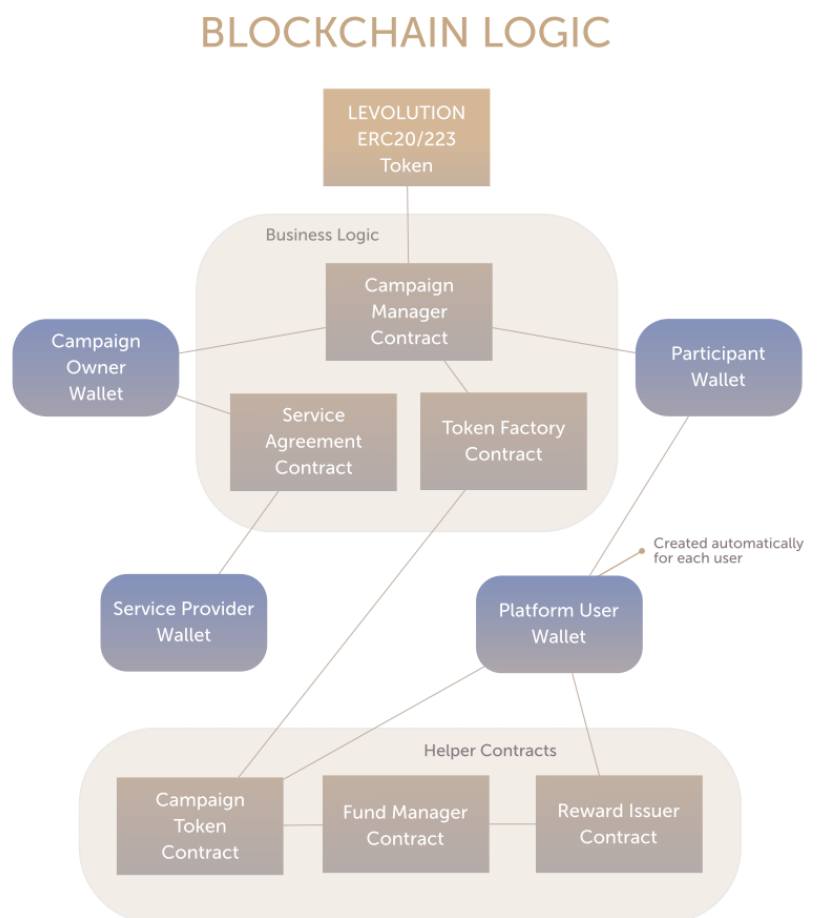 BLOCKCHAIN LOGIC
LEVOLUTION
ERC20/223
Token
Business Logic
Campaign
Manager
Contract
Campaign
Owner
Wallet
Participant
Wallet
Service
Agreement
Contract
Token Factory
Contract
Created automatically
for each user
Service Provider
Wallet
Platform User
Wallet
Helper Contracts
Campaign
Token
Contract
Fund Manager
Contract
Reward Issuer
Contract